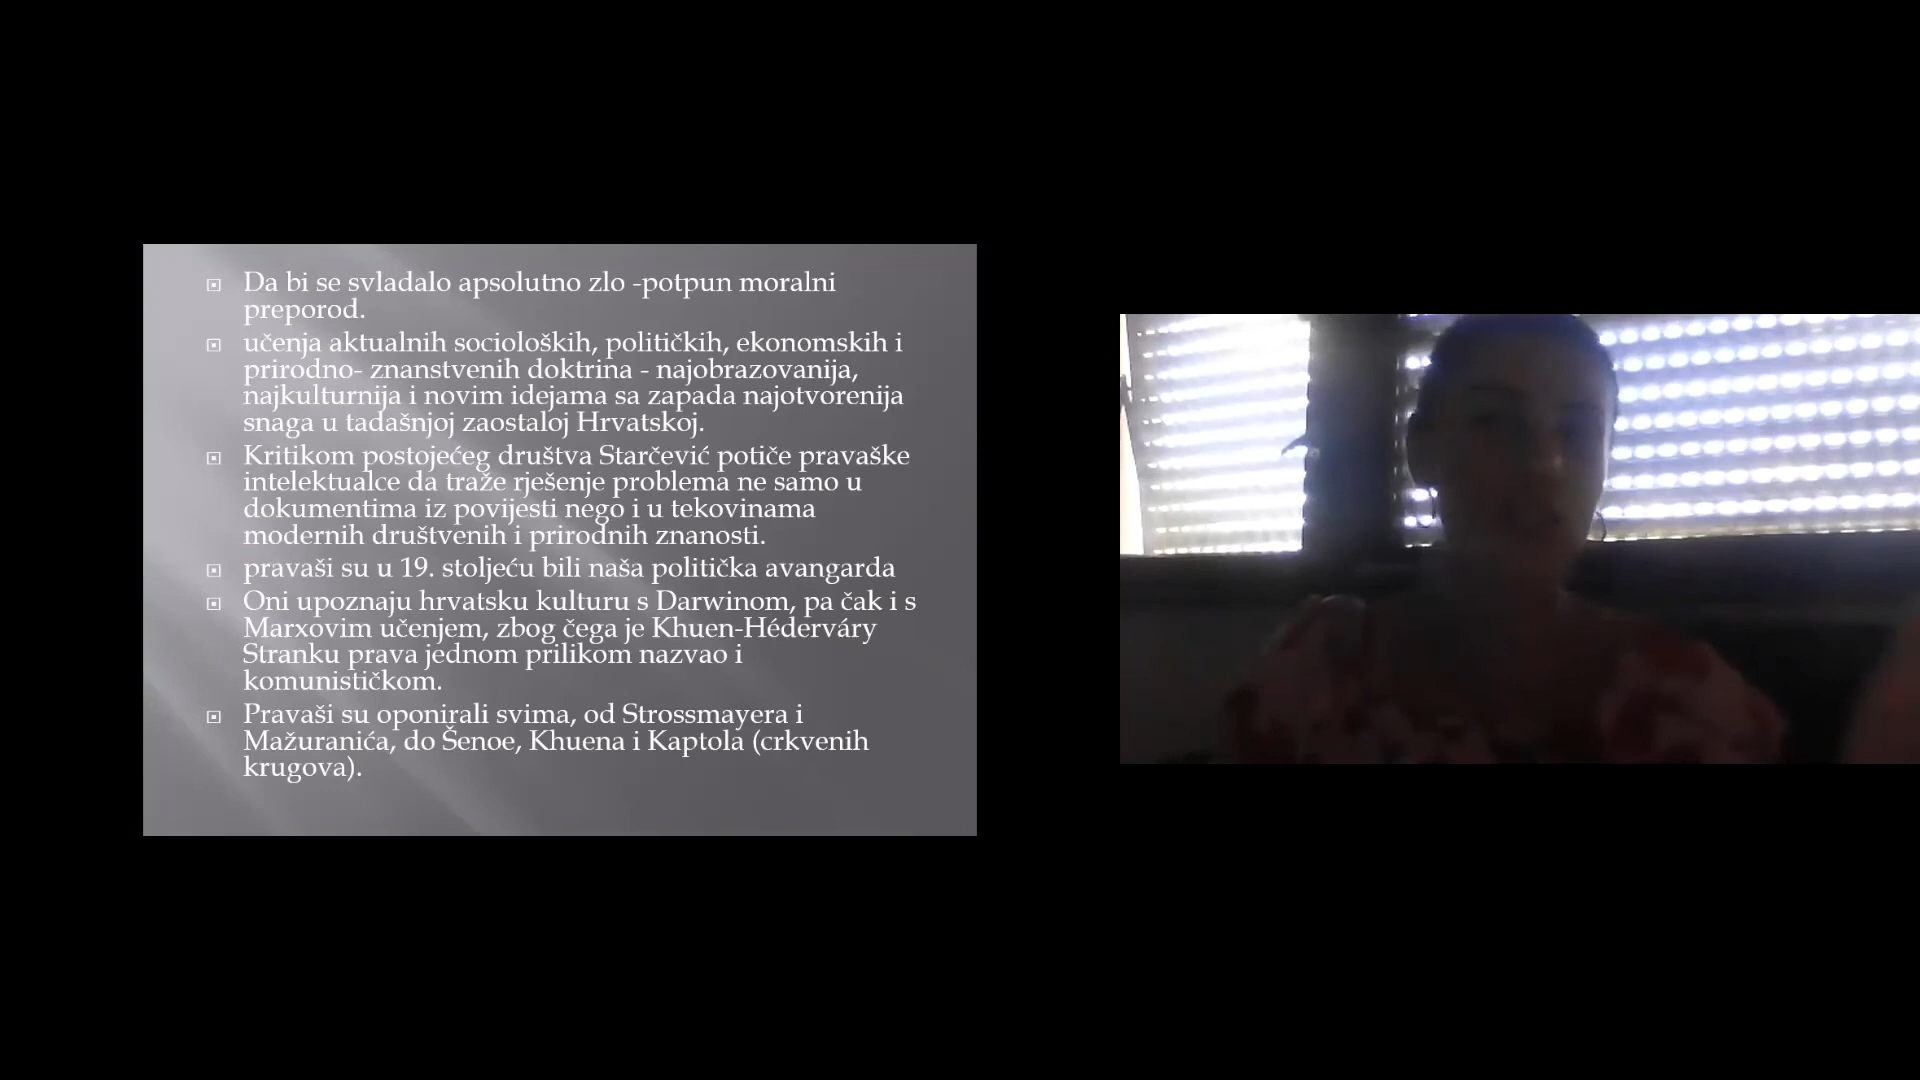 Da bi se svladalo apsolutno zlo -potpun moralni
preporod.
učenja aktualnih socioloških, političkih, ekonomskih i
prirodno- znanstvenih doktrina - najobrazovanija,
najkulturnija i novim idejama sa zapada najotvorenija
snaga u tadašnjoj zaostaloj Hrvatskoj.
Kritikom postojećeg društva Starčević potiče pravaške
intelektualce da traže rješenje problema ne samo u
dokumentima iz povijesti nego i u tekovinama
modernih društvenih i prirodnih znanosti.
pravaši su u 19. stoljeću bili naša politička avangarda
Oni upoznaju hrvatsku kulturu s Darwinom, pa čak i s
Marxovim učenjem, zbog čega je Khuen-Héderváry
Stranku prava jednom prilikom nazvao i
komunističkom.
Pravaši su oponirali svima, od Strossmayera i
Mažuranića, do Šenoe, Khuena i Kaptola (crkvenih
krugova).